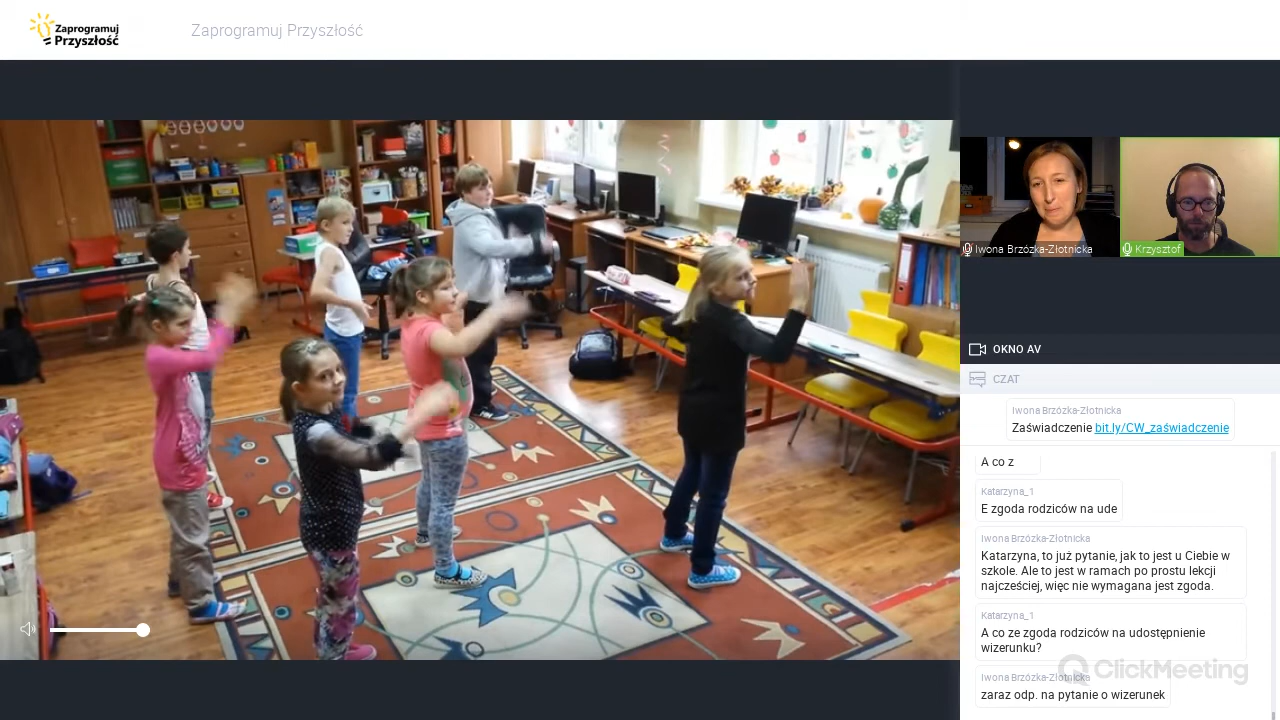 Zaprogramuj
Przyszłość
Zaprogramuj Przyszłość
Iwona Brzózka-Złotnicka
Krzysztof
OKNO AV
CZAT
Iwona Brzózka-Złotnicka
Zaświadczenie bit.ly/CW_zaświadczenie
A co z
Katarzyna_1
E zgoda rodziców na ude
Iwona Brzózka-Złotnicka
Katarzyna, to już pytanie, jak to jest u Ciebie w
szkole. Ale to jest w ramach po prostu lekcji
najcześciej, więc nie wymagana jest zgoda.
Katarzyna_1
A co ze zgoda rodziców na udostępnienie
wizerunku?
ClickMeeting
Iwona Brzózka-Złotnicka
zaraz odp. na pytanie o wizerunek